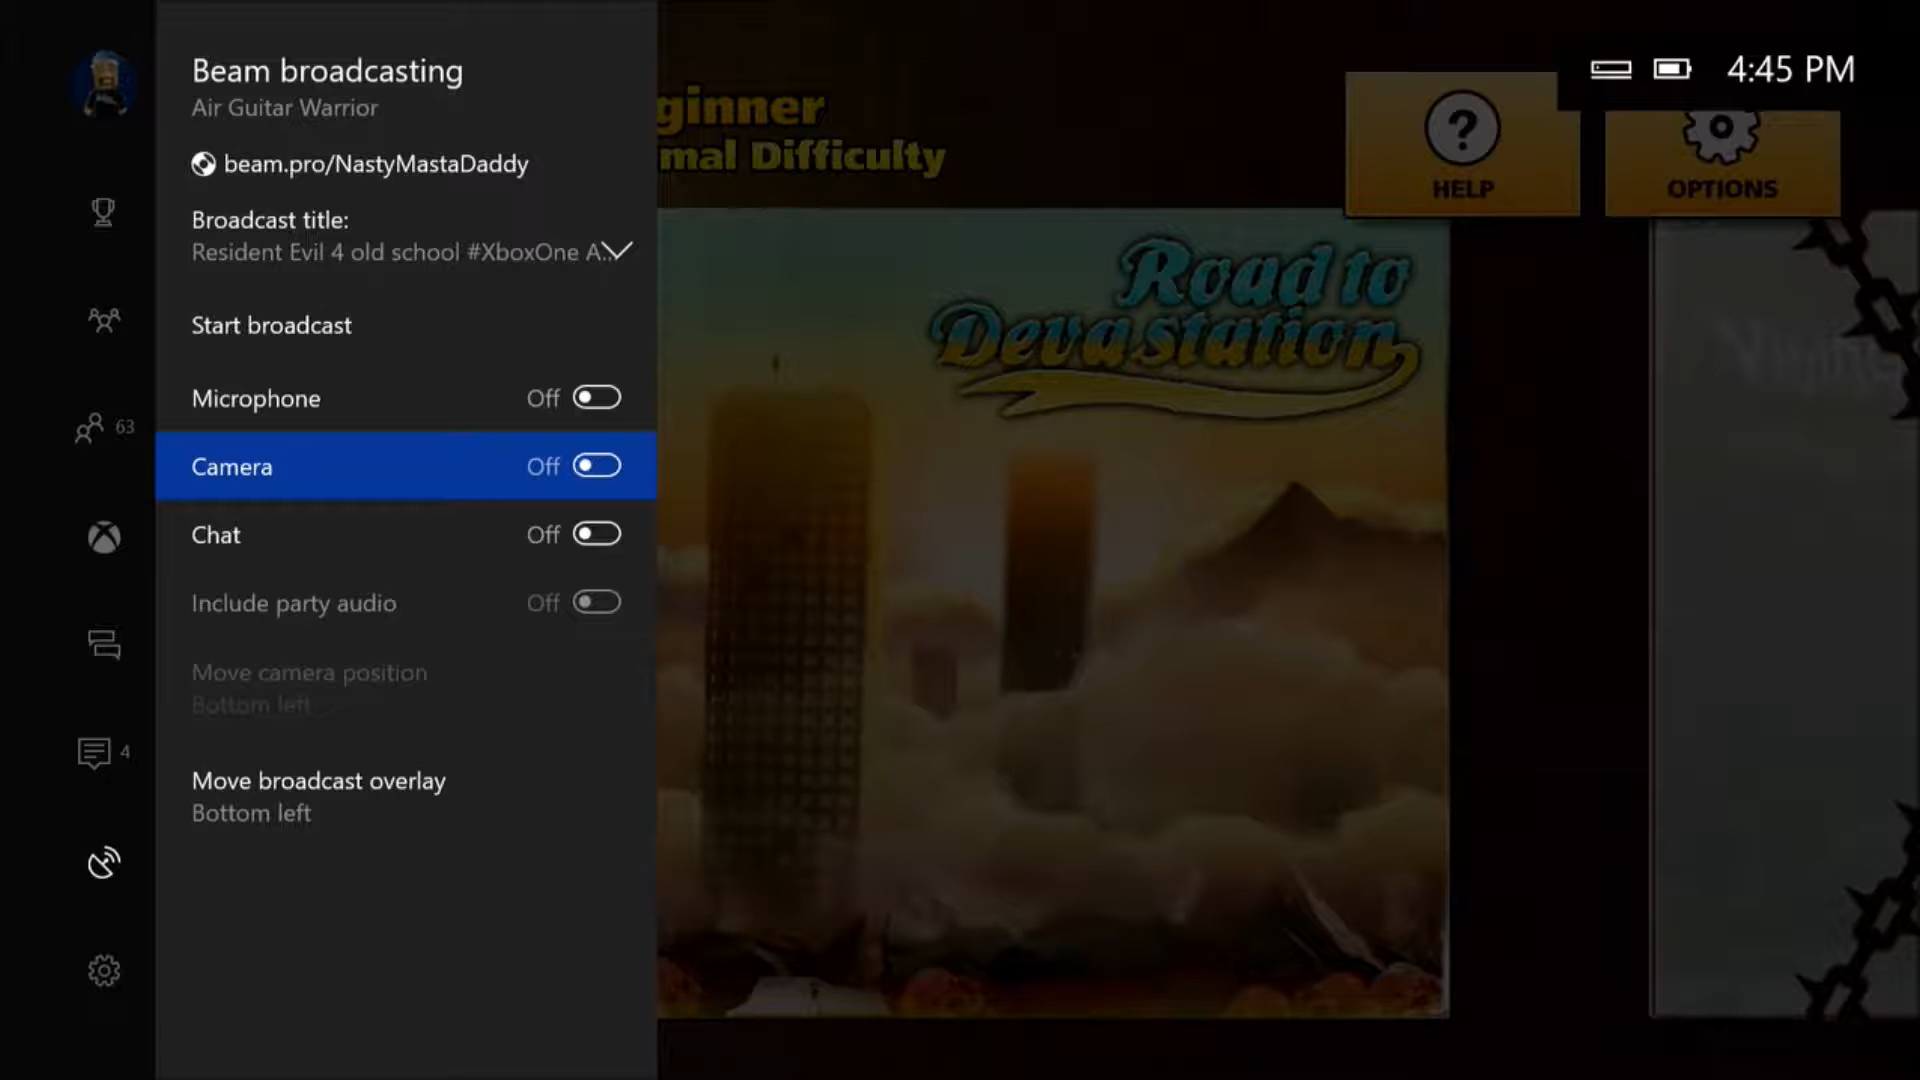 Beam broadcasting
Air Guitar Warrior
beam.pro/NastyMastaDaddy
Broadcast title:
Resident Evil 4 old school #XboxOne A...
Start broadcast
Microphone Off
Camera Off
Chat Off
Include party audio Off
Move camera position
Bottom left
Move broadcast overlay
Bottom left
63
4
4:45 PM
ginner
mal Difficulty
HELP
OPTIONS
Road to
Devastation